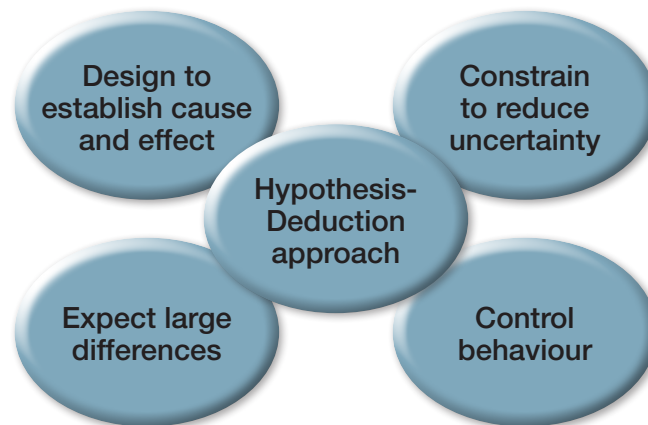 Design to
establish cause
and effect
Constrain
to reduce
uncertainty
Hypothesis-
Deduction
approach
Expect large
differences
Control
behaviour